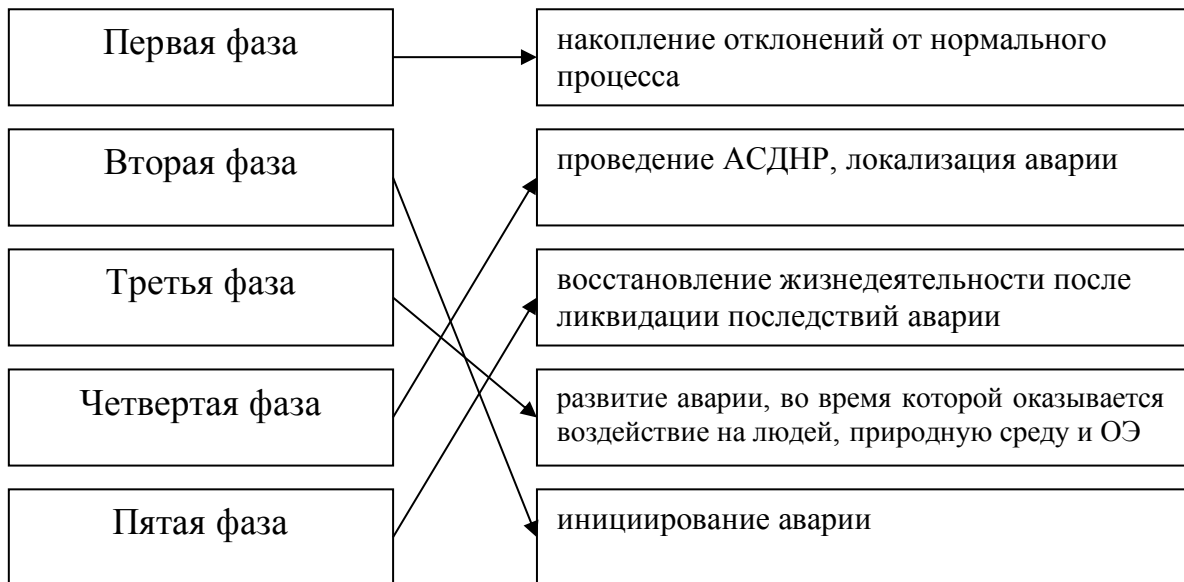 Первая фаза
накопление отклонений от нормального
процесса
Вторая фаза
проведение АСДНР, локализация аварии
Третья фаза
восстановление жизнедеятельности после
ликвидации последствий аварии
Четвертая фаза
развитие аварии, во время которой оказывается
воздействие на людей, природную среду и ОЭ
Пятая фаза
инициирование аварии